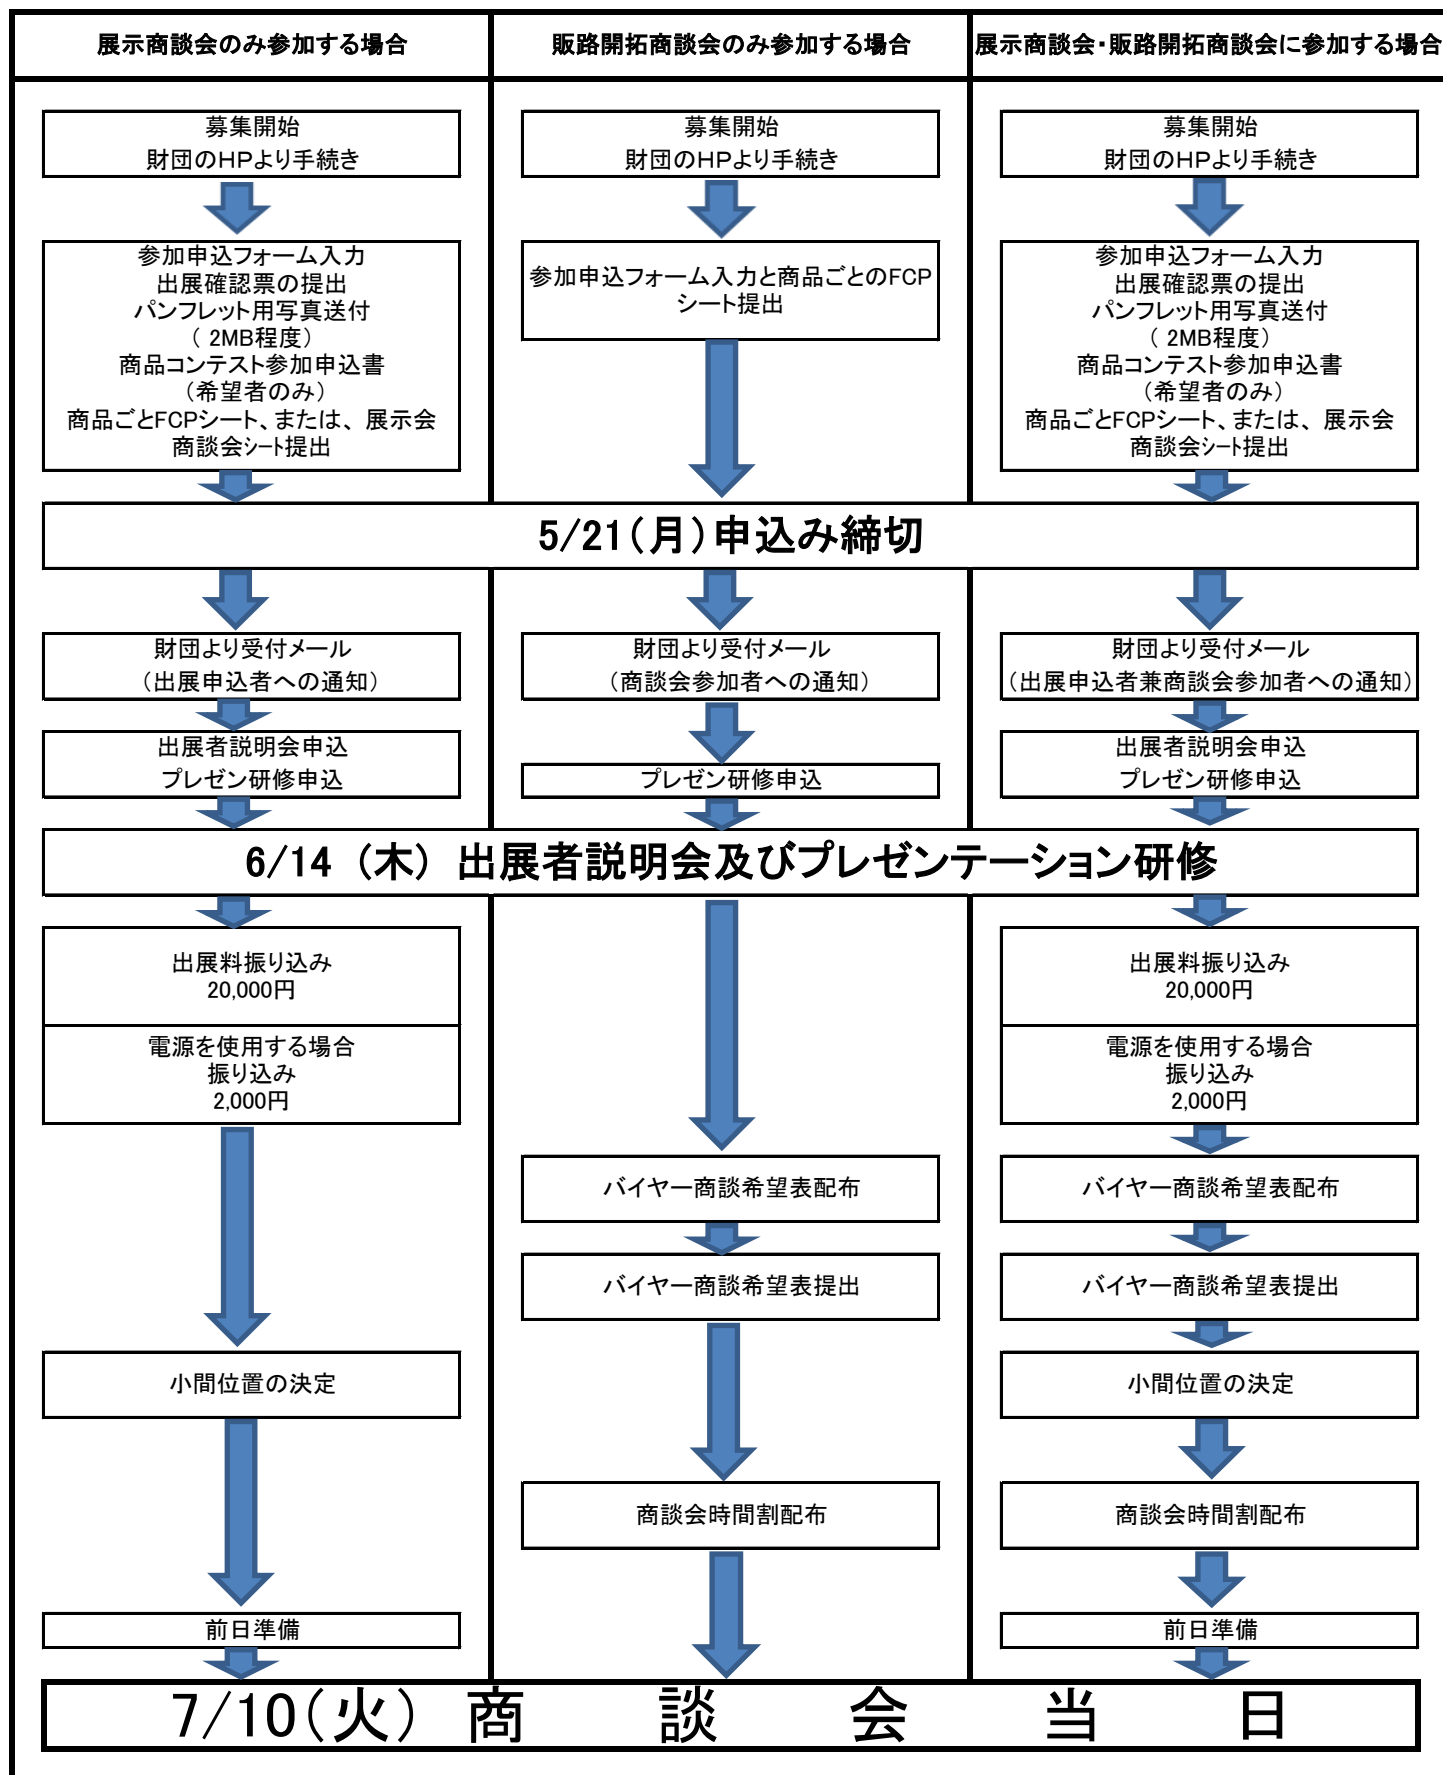 展示商談会のみ参加する場合
販路開拓商談会のみ参加する場合
展示商談会・販路開拓商談会に参加する場合
募集開始
財団のHPより手続き
募集開始
財団のHPより手続き
募集開始
財団のHPより手続き
参加申込フォーム入力
出展確認票の提出
パンフレット用写真送付
( 2MB程度)
商品コンテスト参加申込書
(希望者のみ)
商品ごとFCPシート、または、展示会
商談会シート提出
参加申込フォーム入力と商品ごとのFCP
シート提出
参加申込フォーム入力
出展確認票の提出
パンフレット用写真送付
( 2MB程度)
商品コンテスト参加申込書
(希望者のみ)
商品ごとFCPシート、または、展示会
商談会シート提出
5/21(月)申込み締切
財団より受付メール
(出展申込者への通知)
財団より受付メール
(商談会参加者への通知)
財団より受付メール
(出展申込者兼商談会参加者への通知)
出展者説明会申込
プレゼン研修申込
プレゼン研修申込
出展者説明会申込
プレゼン研修申込
6/14 (木) 出展者説明会及びプレゼンテーション研修
出展料振り込み
20,000円
電源を使用する場合
振り込み
2,000円
出展料振り込み
20,000円
電源を使用する場合
振り込み
2,000円
バイヤー商談希望表配布
バイヤー商談希望表配布
バイヤー商談希望表提出
バイヤー商談希望表提出
小間位置の決定
小間位置の決定
商談会時間割配布
商談会時間割配布
前日準備
前日準備
7/10(火) 商 談 会 当 日